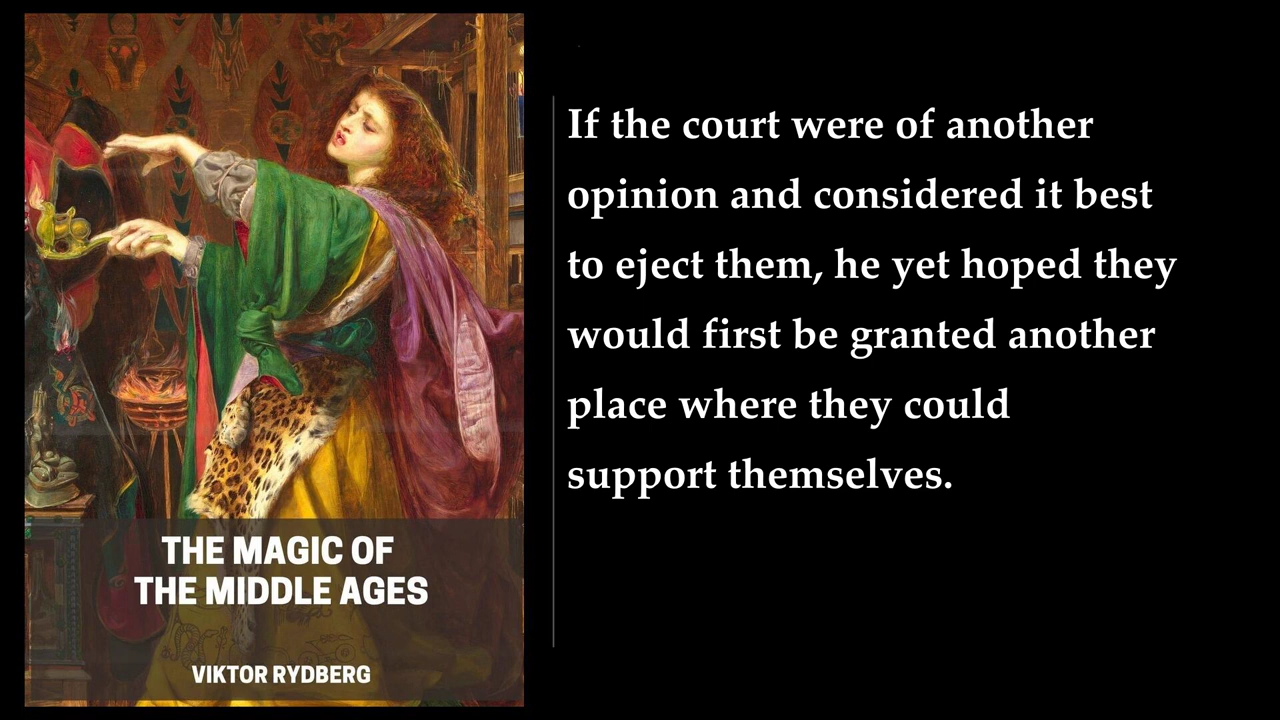 THE MAGIC OF
THE MIDDLE AGES
VIKTOR RYDBERG
If the court were of another
opinion and considered it best
to eject them, he yet hoped they
would first be granted another
place where they could
support themselves.